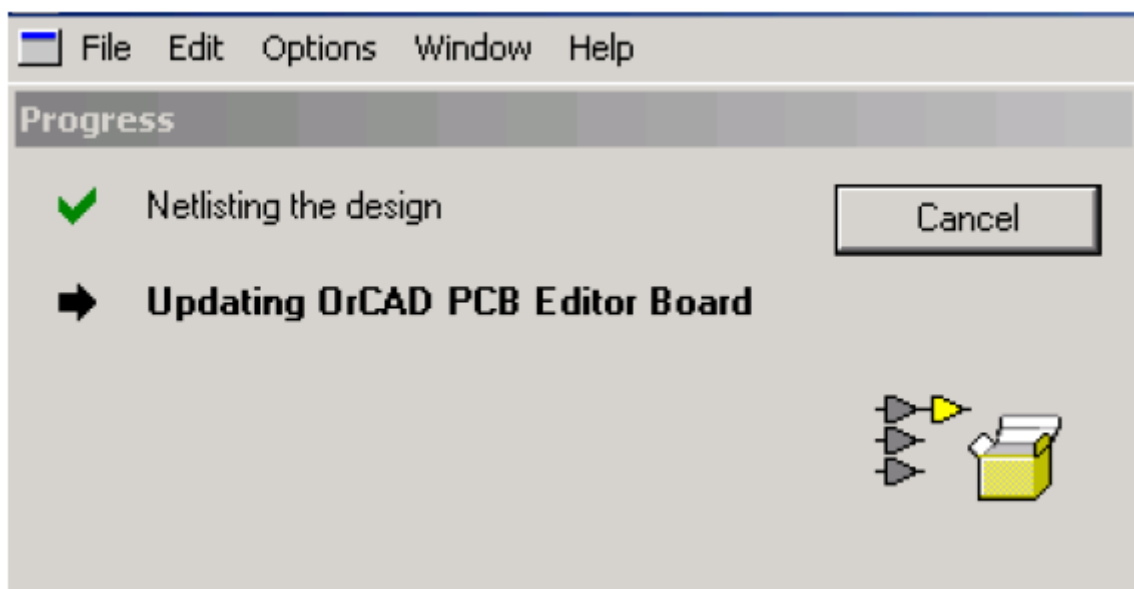 File Edit Options Window Help
Progress
Netlisting the design
Cancel
Updating OrCAD PCB Editor Board